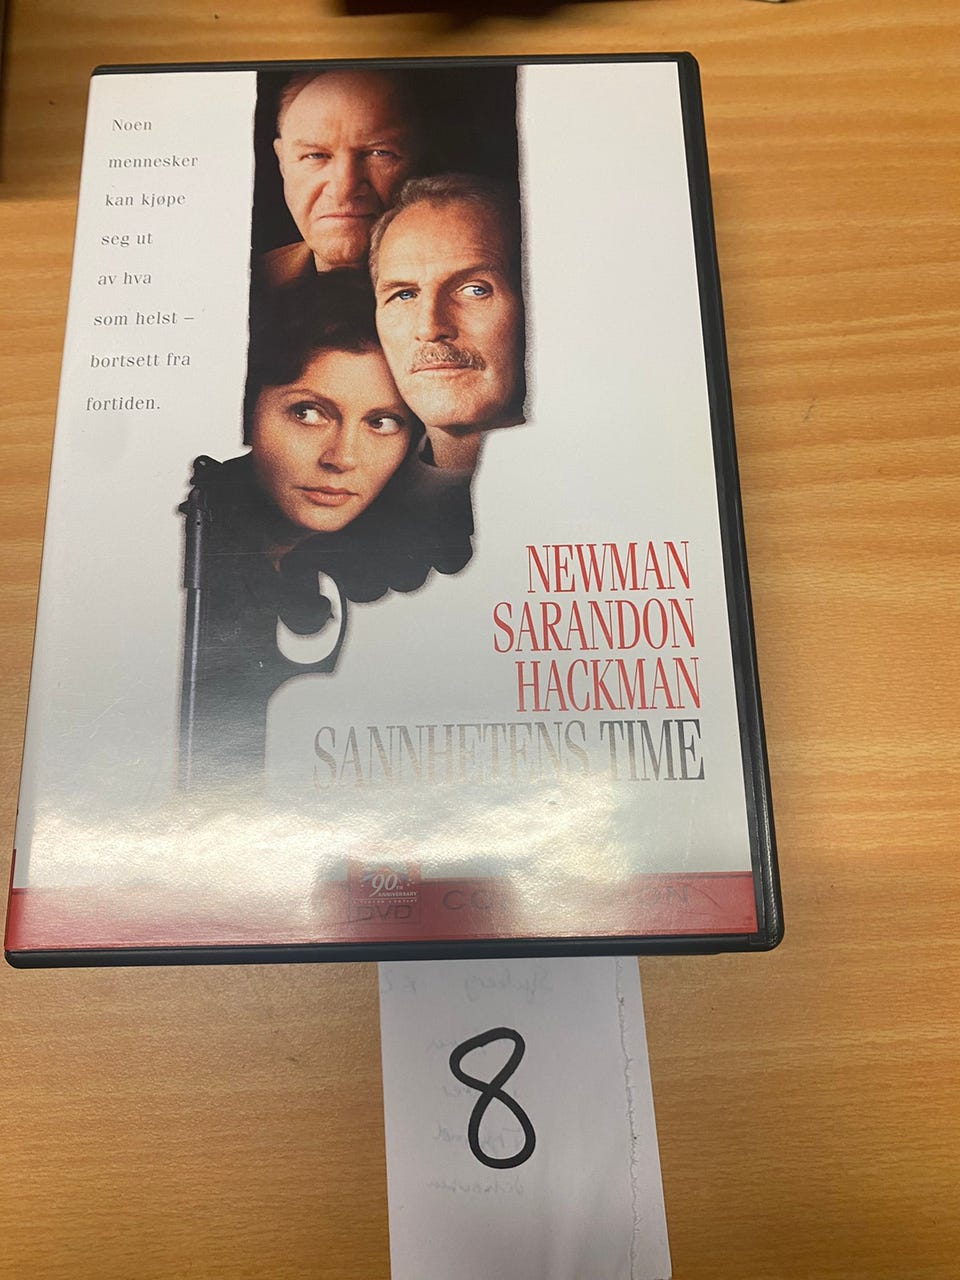 Noen
mennesker
kan kjøpe
seg ut
av hva
som helst –
bortsett fra
fortiden.
NEWMAN
SARANDON
HACKMAN
SANNHETENS TIME
90TH
ANNIVERSARY
DVD
8